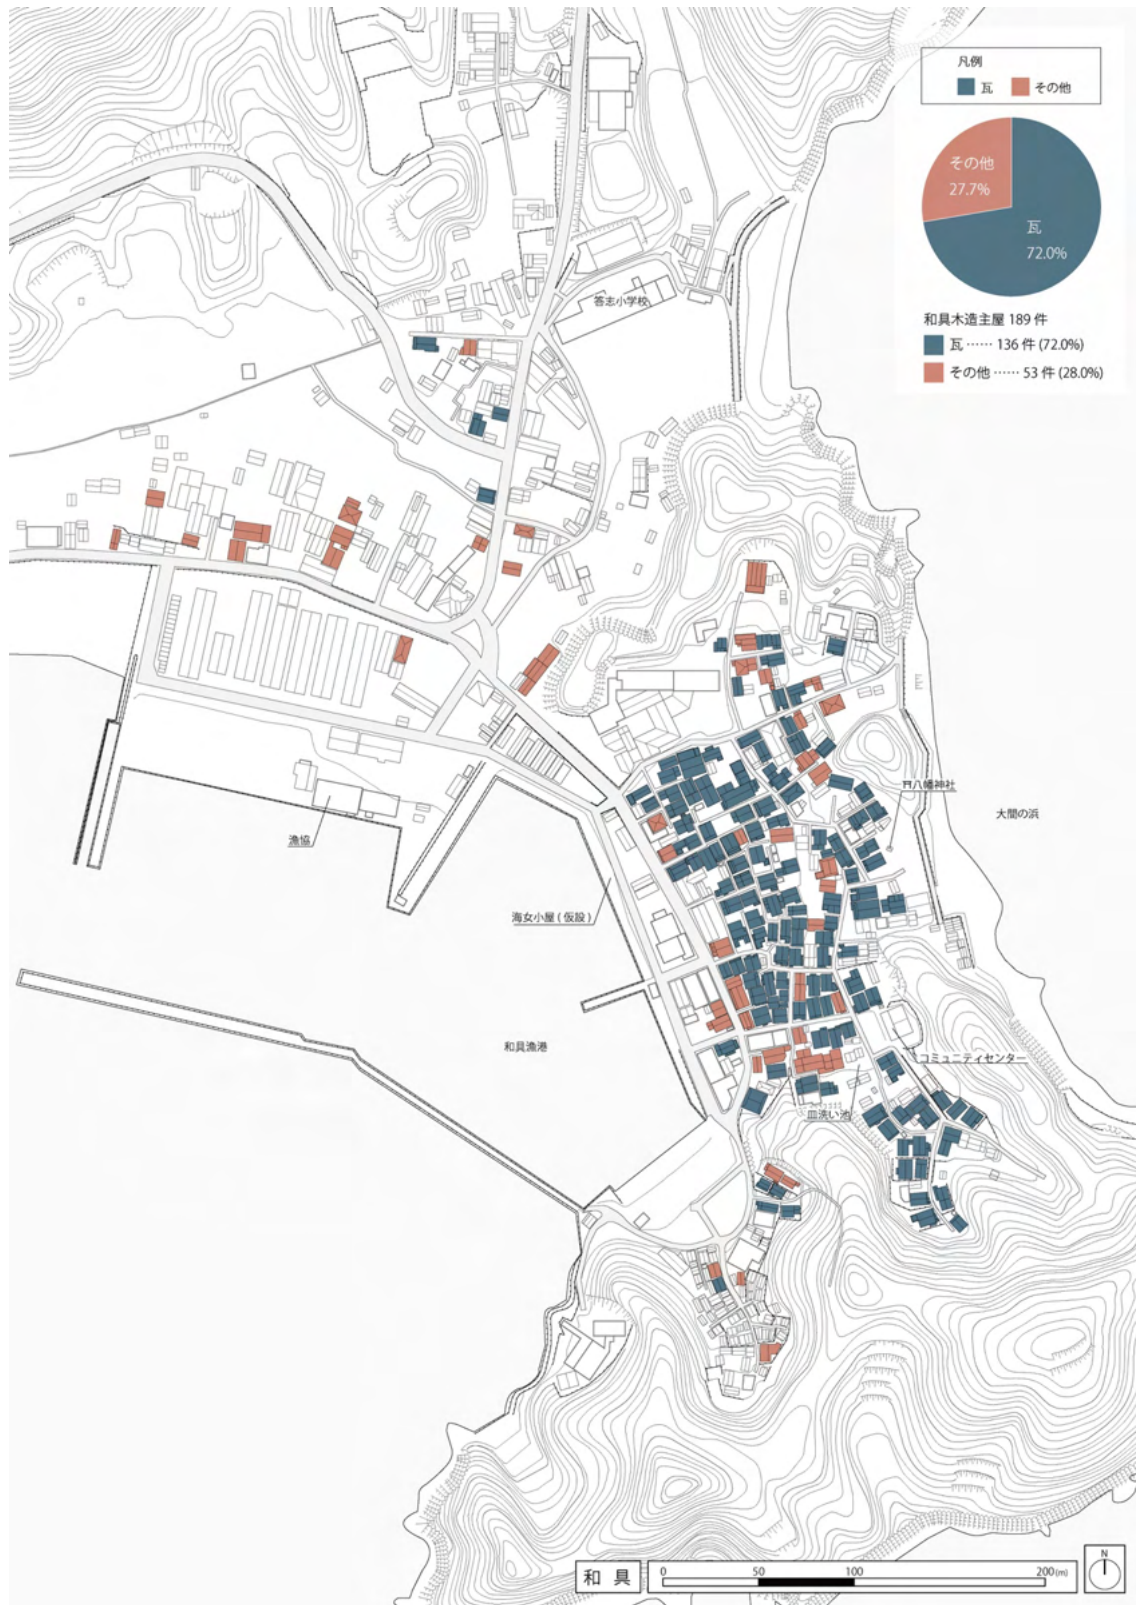 凡例
瓦 その他
その他
27.7%
瓦
72.0%
和具木造主屋 189 件
瓦 …… 136 件 (72.0%)
その他 …… 53 件 (28.0%)
答志小学校
八幡神社
大間の浜
漁協
海女小屋 ( 仮設 )
和具漁港
コミュニティセンター
皿洗い池
和 具
0 50 100 200 (m)
N